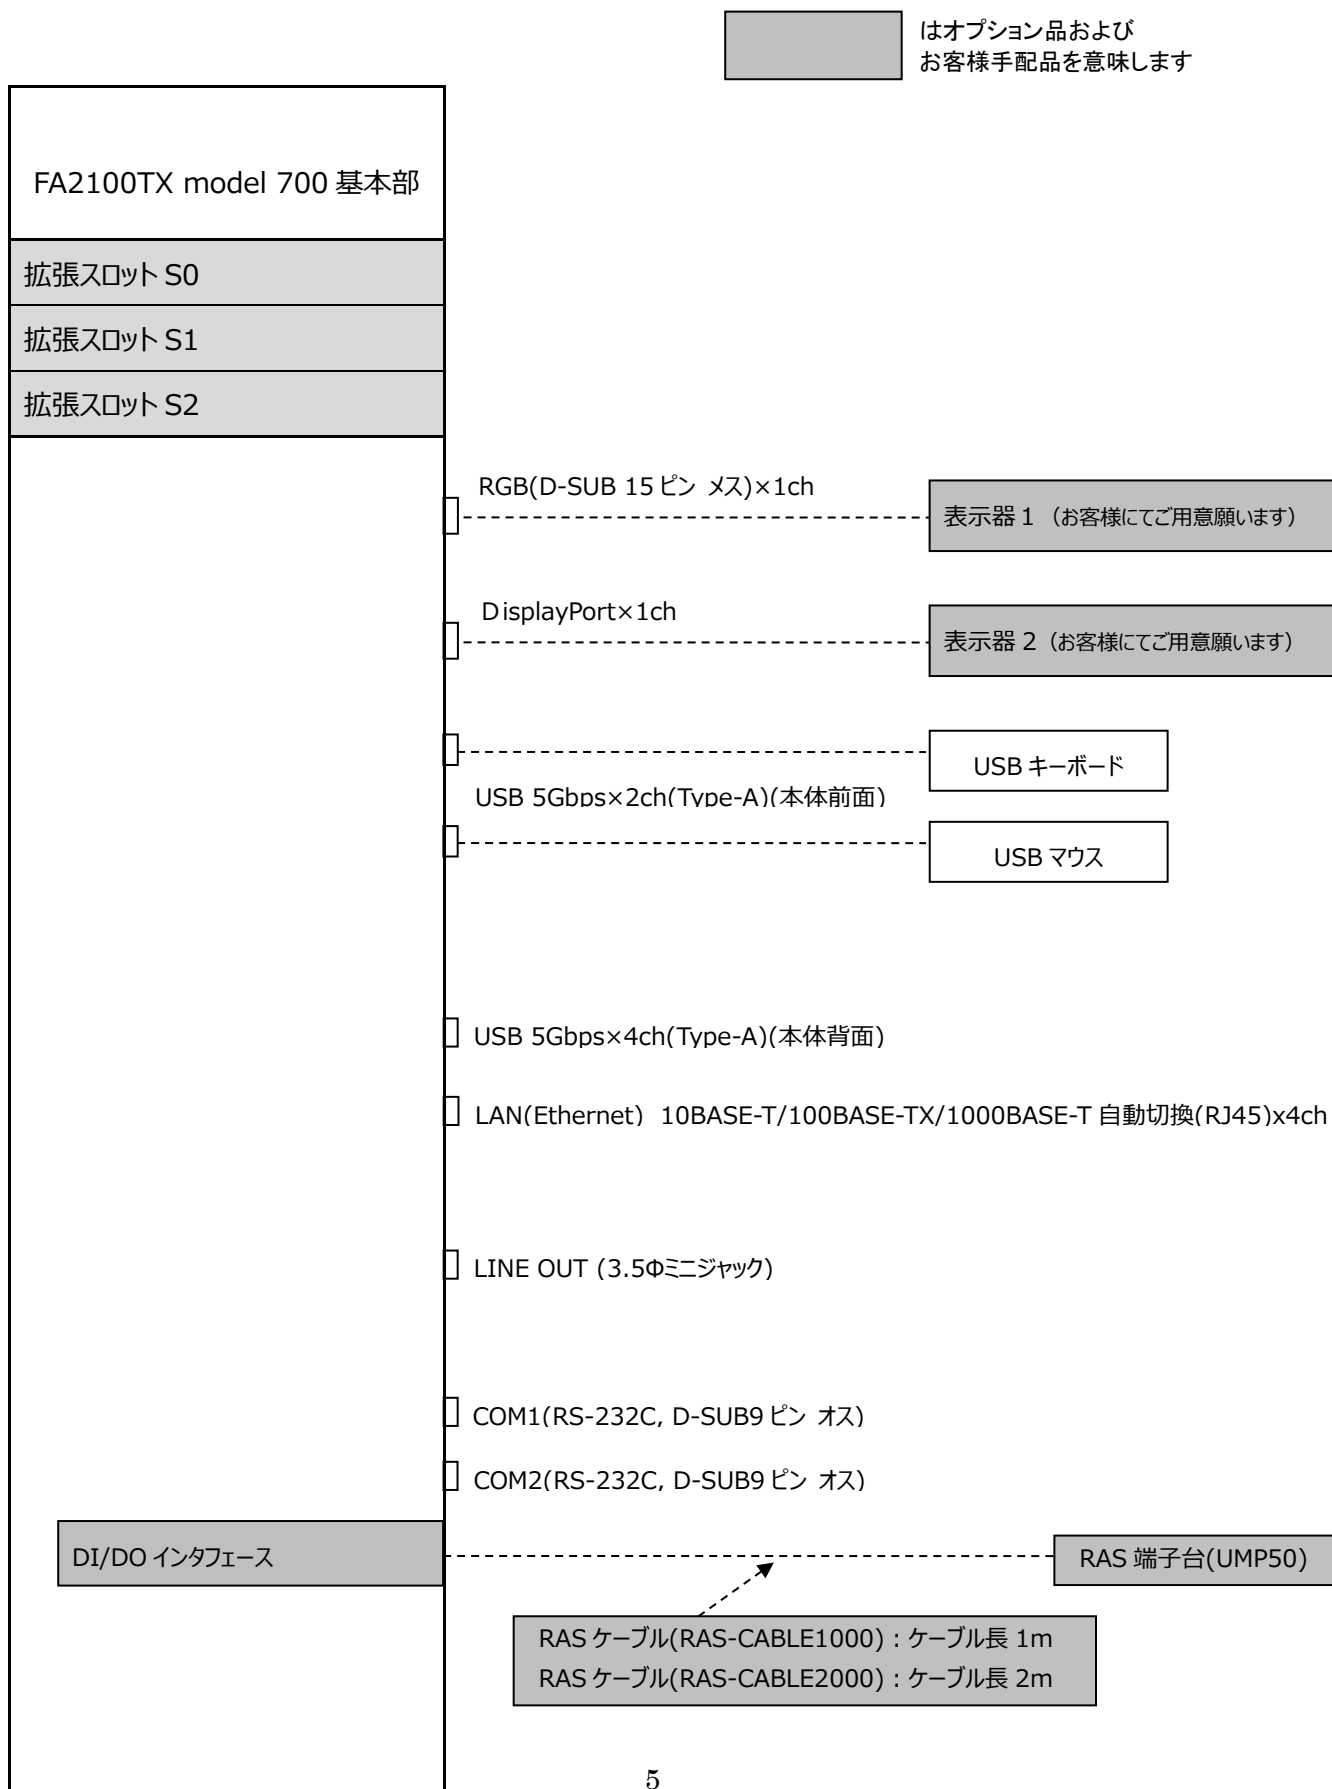 はオプション品および
お客様手配品を意味します
FA2100TX model 700 基本部
拡張スロット S0
拡張スロット S1
拡張スロット S2
RGB(D-SUB 15 ピン メス)×1ch
表示器 1 （お客様にてご用意願います）
DisplayPort×1ch
表示器 2（お客様にてご用意願います）
USB キーボード
USB 5Gbps×2ch(Type-A)(本体前面)
USB マウス
USB 5Gbps×4ch(Type-A)(本体背面)
LAN(Ethernet) 10BASE-T/100BASE-TX/1000BASE-T 自動切換(RJ45)x4ch
LINE OUT (3.5Φミニジャック)
COM1(RS-232C, D-SUB9 ピン オス)
COM2(RS-232C, D-SUB9 ピン オス)
DI/DO インタフェース
RAS 端子台(UMP50)
RAS ケーブル(RAS-CABLE1000)：ケーブル長 1m
RAS ケーブル(RAS-CABLE2000)：ケーブル長 2m
5